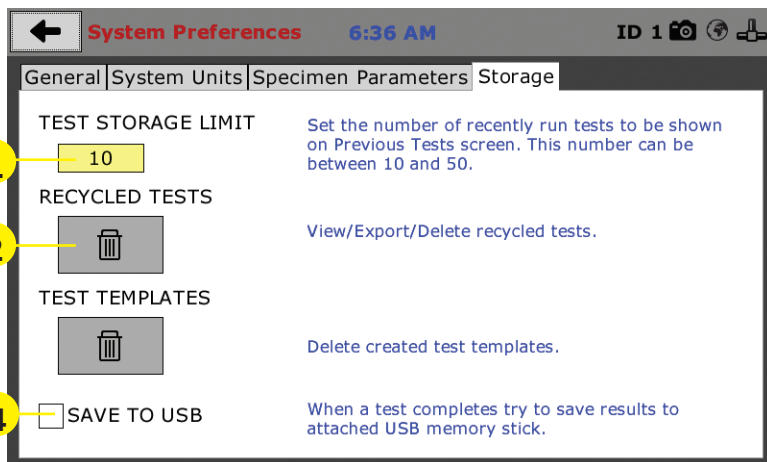 System Preferences 6:36 AM ID 1
General System Units Specimen Parameters Storage
TEST STORAGE LIMIT
10
Set the number of recently run tests to be shown
on Previous Tests screen. This number can be
between 10 and 50.
RECYCLED TESTS
View/Export/Delete recycled tests.
TEST TEMPLATES
Delete created test templates.
SAVE TO USB
When a test completes try to save results to
attached USB memory stick.